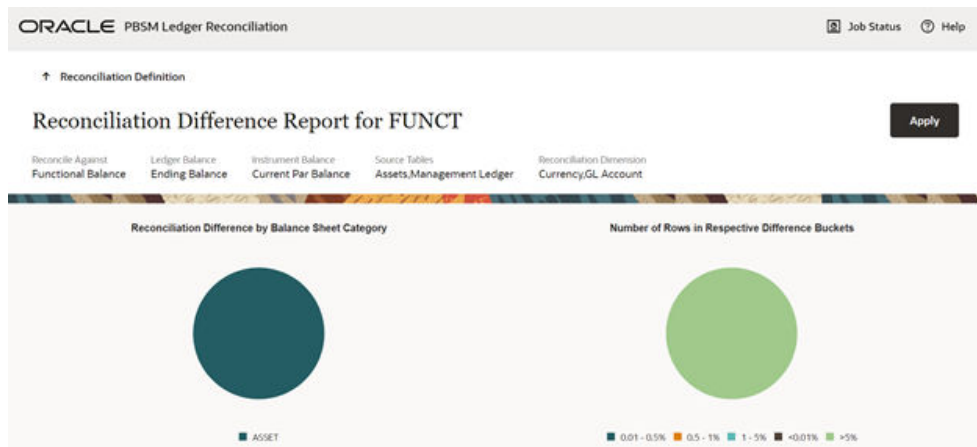 ORACLE PBSM Ledger Reconciliation Job Status Help
Reconciliation Definition
Reconciliation Difference Report for FUNCT Apply
Reconcile Against Ledger Balance Instrument Balance Source Tables Reconciliation Dimension
Functional Balance Ending Balance Current Par Balance Assets,Management Ledger Currency,GL Account
Reconciliation Difference by Balance Sheet Category Number of Rows in Respective Difference Buckets
ASSET 0.01 - 0.5% 0.5 - 1% 1 - 5% <0.01% >5%